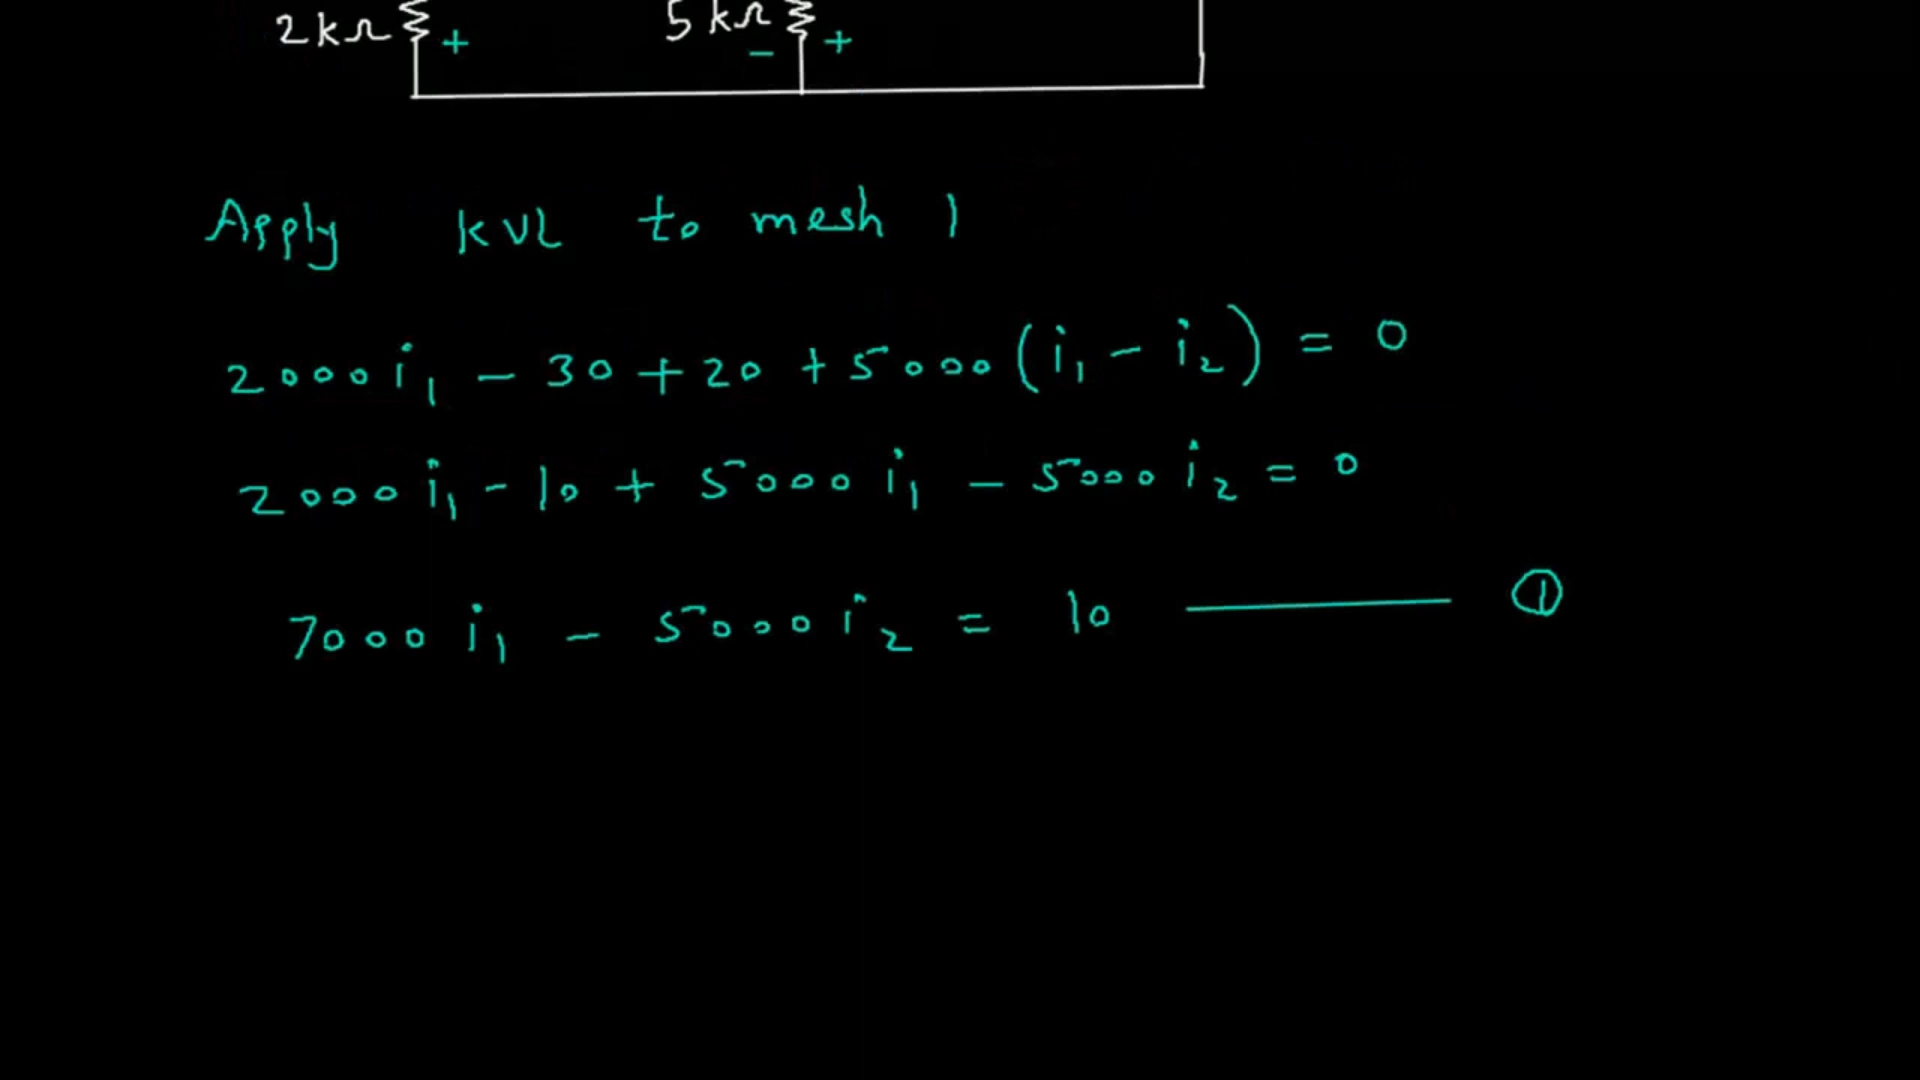 2kΩ + 5kΩ - +
Apply kVL to mesh 1
2000i₁ - 30 + 20 + 5000(i₁ - i₂) = 0
2000i₁ - 10 + 5000i₁ - 5000i₂ = 0
7000i₁ - 5000i₂ = 10 ——— ①